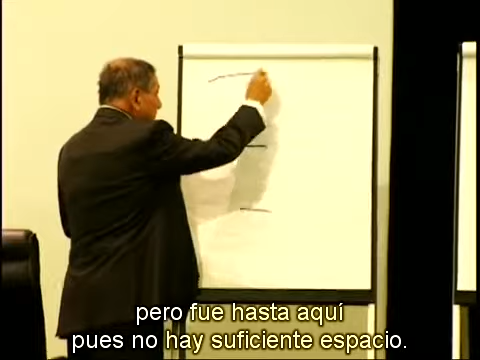 pero fue hasta aquí
pues no hay suficiente espacio.